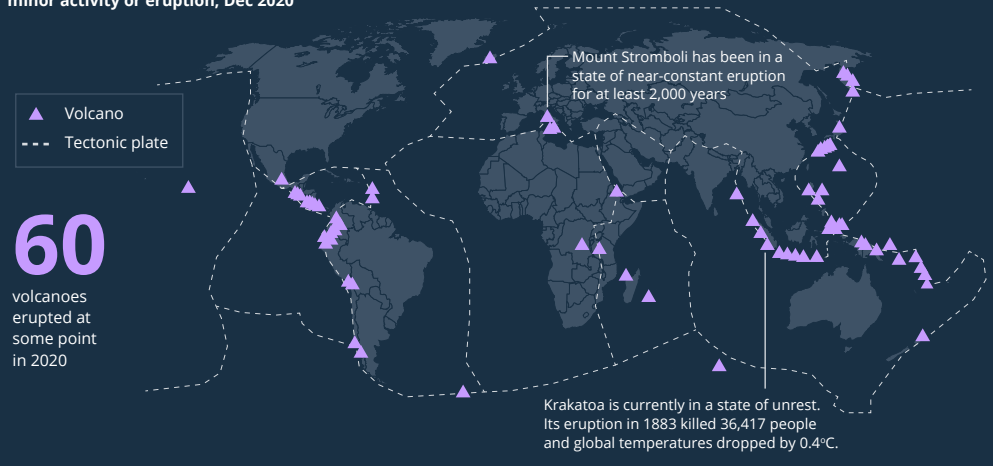 minor activity or eruption, Dec 2020
Volcano
Tectonic plate
60
volcanoes
erupted at
some point
in 2020
Mount Stromboli has been in a
state of near-constant eruption
for at least 2,000 years
Krakatoa is currently in a state of unrest.
Its eruption in 1883 killed 36,417 people
and global temperatures dropped by 0.4ºC.